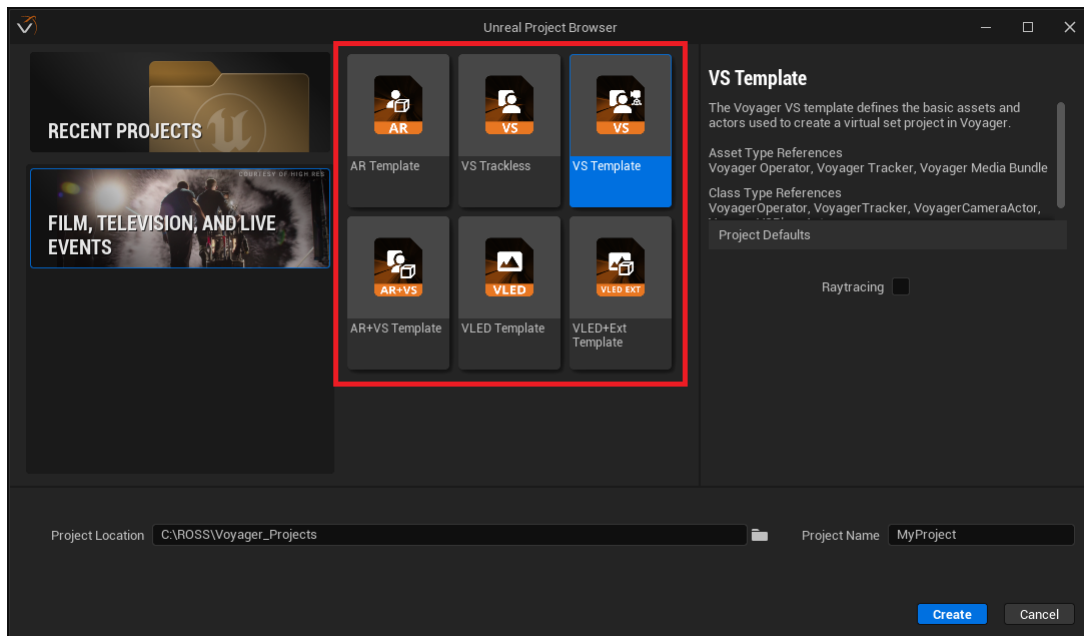 Unreal Project Browser
RECENT PROJECTS
COURTESY OF HIGH RES
FILM, TELEVISION, AND LIVE
EVENTS
AR
VS
VS
AR Template
VS Trackless
VS Template
AR+VS
VLED
VLED EXT
AR+VS Template
VLED Template
VLED+Ext
Template
VS Template
The Voyager VS template defines the basic assets and
actors used to create a virtual set project in Voyager.
Asset Type References
Voyager Operator, Voyager Tracker, Voyager Media Bundle
Class Type References
VoyagerOperator, VoyagerTracker, VoyagerCameraActor,
Project Defaults
Raytracing
Project Location
C:\ROSS\Voyager_Projects
Project Name
MyProject
Create
Cancel